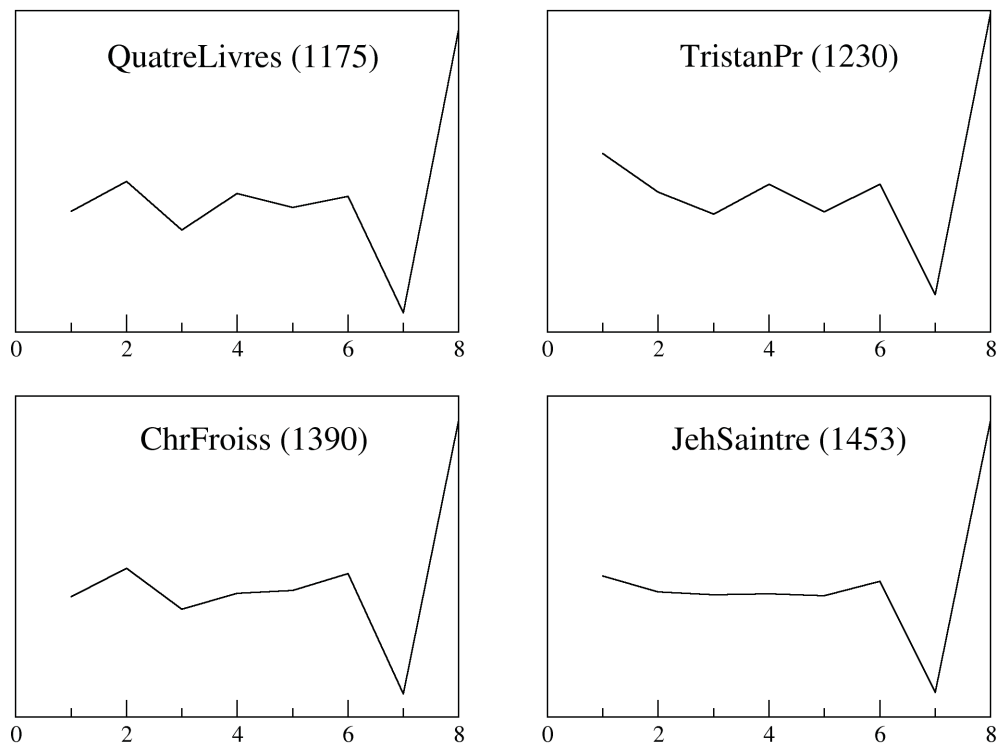 QuatreLivres (1175)
0 2 4 6 8
TristanPr (1230)
0 2 4 6 8
ChrFroiss (1390)
0 2 4 6 8
JehSaintre (1453)
0 2 4 6 8